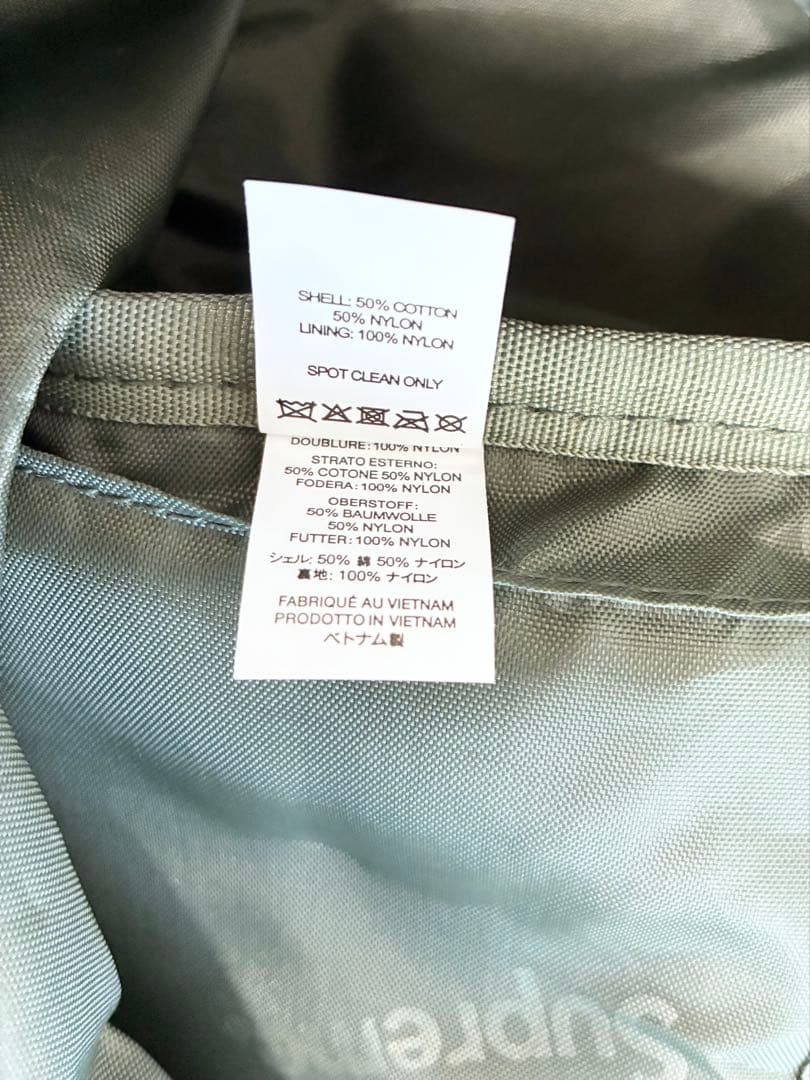 SHELL: 50% COTTON
50% NYLON
LINING: 100% NYLON
SPOT CLEAN ONLY
DOUBLURE: 100% NYLON
STRATO ESTERNO:
50% COTONE 50% NYLON
FODERA: 100% NYLON
OBERSTOFF:
50% BAUMWOLLE
50% NYLON
FUTTER: 100% NYLON
シェル: 50% 綿 50% ナイロン
裏地: 100% ナイロン
FABRIQUÉ AU VIETNAM
PRODOTTO IN VIETNAM
ベトナム製
Suprem